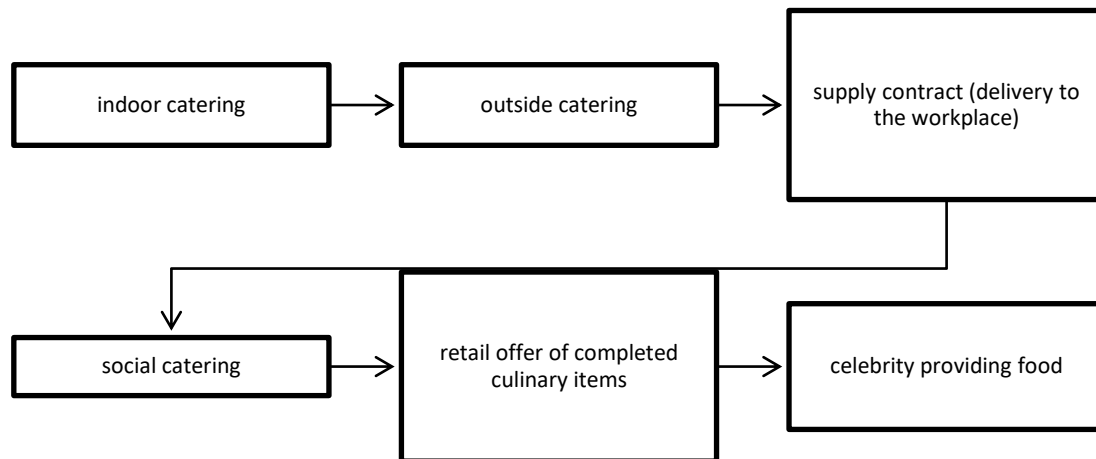 indoor catering
outside catering
supply contract (delivery to
the workplace)
social catering
retail offer of completed
culinary items
celebrity providing food